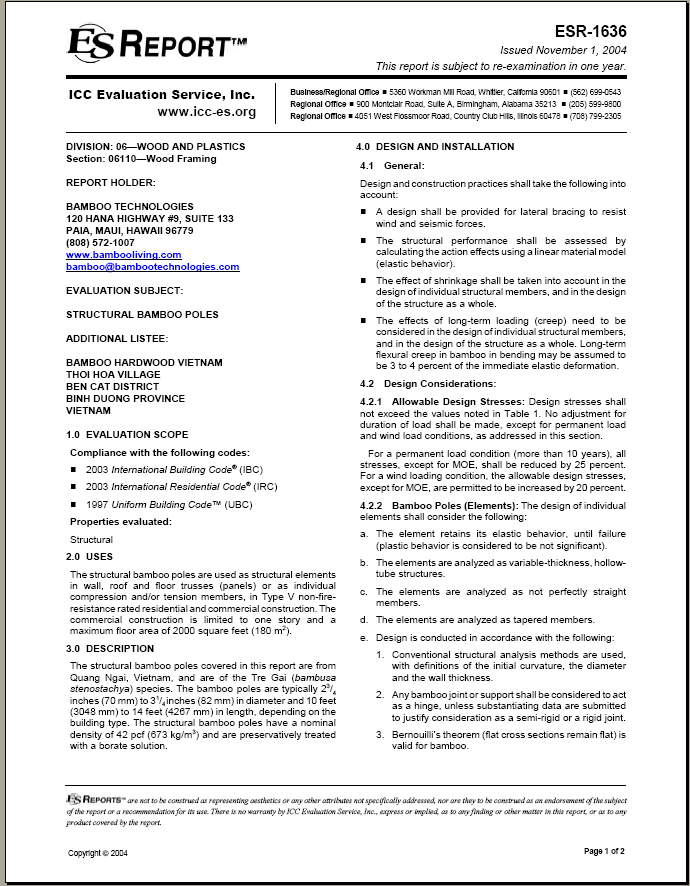 ES REPORT™
ESR-1636
Issued November 1, 2004
This report is subject to re-examination in one year.
ICC Evaluation Service, Inc.
www.icc-es.org
Business/Regional Office ■ 5360 Workman Mill Road, Whittier, California 90601 ■ (562) 699-0543
Regional Office ■ 900 Montclair Road, Suite A, Birmingham, Alabama 35213 ■ (205) 599-9800
Regional Office ■ 4051 West Flossmoor Road, Country Club Hills, Illinois 60478 ■ (708) 799-2305
DIVISION: 06—WOOD AND PLASTICS
Section: 06110—Wood Framing
REPORT HOLDER:
BAMBOO TECHNOLOGIES
120 HANA HIGHWAY #9, SUITE 133
PAIA, MAUI, HAWAII 96779
(808) 572-1007
www.bambooliving.com
bamboo@bambootechnologies.com
EVALUATION SUBJECT:
STRUCTURAL BAMBOO POLES
ADDITIONAL LISTEE:
BAMBOO HARDWOOD VIETNAM
THOI HOA VILLAGE
BEN CAT DISTRICT
BINH DUONG PROVINCE
VIETNAM
1.0 EVALUATION SCOPE
Compliance with the following codes:
■ 2003 International Building Code® (IBC)
■ 2003 International Residential Code® (IRC)
■ 1997 Uniform Building Code™ (UBC)
Properties evaluated:
Structural
2.0 USES
The structural bamboo poles are used as structural elements
in wall, roof and floor trusses (panels) or as individual
compression and/or tension members, in Type V non-fire-
resistance rated residential and commercial construction. The
commercial construction is limited to one story and a
maximum floor area of 2000 square feet (180 m²).
3.0 DESCRIPTION
The structural bamboo poles covered in this report are from
Quang Ngai, Vietnam, and are of the Tre Gai (bambusa
stenostachya) species. The bamboo poles are typically 2³/₄
inches (70 mm) to 3¹/₄ inches (82 mm) in diameter and 10 feet
(3048 mm) to 14 feet (4267 mm) in length, depending on the
building type. The structural bamboo poles have a nominal
density of 42 pcf (673 kg/m³) and are preservatively treated
with a borate solution.
4.0 DESIGN AND INSTALLATION
4.1 General:
Design and construction practices shall take the following into
account:
■ A design shall be provided for lateral bracing to resist
wind and seismic forces.
■ The structural performance shall be assessed by
calculating the action effects using a linear material model
(elastic behavior).
■ The effect of shrinkage shall be taken into account in the
design of individual structural members, and in the design
of the structure as a whole.
■ The effects of long-term loading (creep) need to be
considered in the design of individual structural members,
and in the design of the structure as a whole. Long-term
flexural creep in bamboo in bending may be assumed to
be 3 to 4 percent of the immediate elastic deformation.
4.2 Design Considerations:
4.2.1 Allowable Design Stresses: Design stresses shall
not exceed the values noted in Table 1. No adjustment for
duration of load shall be made, except for permanent load
and wind load conditions, as addressed in this section.
For a permanent load condition (more than 10 years), all
stresses, except for MOE, shall be reduced by 25 percent.
For a wind loading condition, the allowable design stresses,
except for MOE, are permitted to be increased by 20 percent.
4.2.2 Bamboo Poles (Elements): The design of individual
elements shall consider the following:
a. The element retains its elastic behavior, until failure
(plastic behavior is considered to be not significant).
b. The elements are analyzed as variable-thickness, hollow-
tube structures.
c. The elements are analyzed as not perfectly straight
members.
d. The elements are analyzed as tapered members.
e. Design is conducted in accordance with the following:
1. Conventional structural analysis methods are used,
with definitions of the initial curvature, the diameter
and the wall thickness.
2. Any bamboo joint or support shall be considered to act
as a hinge, unless substantiating data are submitted
to justify consideration as a semi-rigid or a rigid joint.
3. Bernouilli's theorem (flat cross sections remain flat) is
valid for bamboo.
ES REPORTS™ are not to be construed as representing aesthetics or any other attributes not specifically addressed, nor are they to be construed as an endorsement of the subject
of the report or a recommendation for its use. There is no warranty by ICC Evaluation Service, Inc., express or implied, as to any finding or other matter in this report, or as to any
product covered by the report.
Copyright © 2004
Page 1 of 2